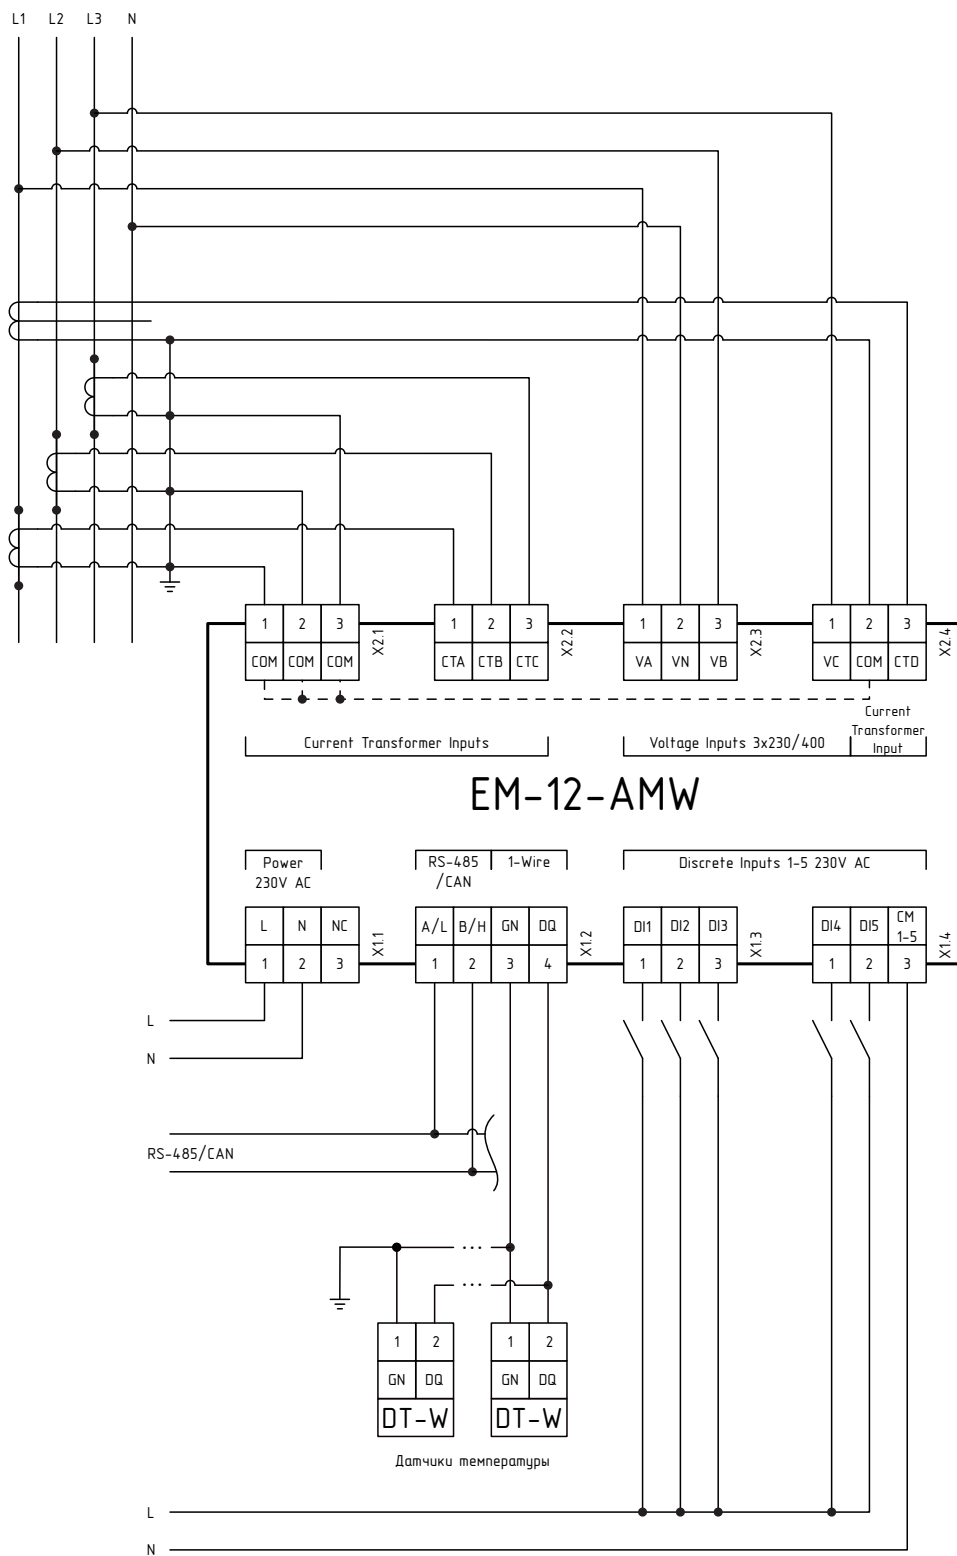 L1 L2 L3 N
1 2 3 X2.1 1 2 3 X2.2 1 2 3 X2.3 1 2 3 X2.4
COM COM COM CTA CTB CTC VA VN VB VC COM CTD
Current Transformer Inputs
Voltage Inputs 3x230/400
Current
Transformer
Input
EM-12-AMW
Power
230V AC
RS-485
/CAN
1-Wire
Discrete Inputs 1-5 230V AC
L N NC X1.1 A/L B/H GN DQ X1.2 DI1 DI2 DI3 X1.3 DI4 DI5 CM
1-5 X1.4
1 2 3 1 2 3 4 1 2 3 1 2 3
L
N
RS-485/CAN
... 
...
1 2 1 2
GN DQ GN DQ
DT-W DT-W
Датчики температуры
L
N